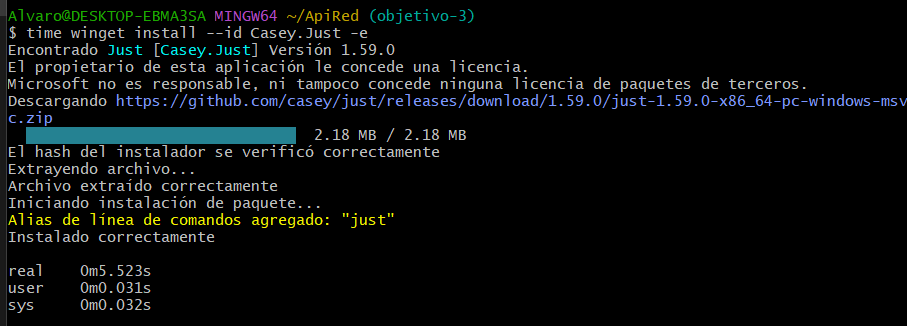 Alvaro@DESKTOP-EBMA3SA MINGW64 ~/ApiRed (objetivo-3)
$ time winget install --id Casey.Just -e
Encontrado Just [Casey.Just] Versión 1.59.0
El propietario de esta aplicación le concede una licencia.
Microsoft no es responsable, ni tampoco concede ninguna licencia de paquetes de terceros.
Descargando https://github.com/casey/just/releases/download/1.59.0/just-1.59.0-x86_64-pc-windows-msv
c.zip
2.18 MB / 2.18 MB
El hash del instalador se verificó correctamente
Extrayendo archivo...
Archivo extraído correctamente
Iniciando instalación de paquete...
Alias de línea de comandos agregado: "just"
Instalado correctamente
real    0m5.523s
user    0m0.031s
sys     0m0.032s